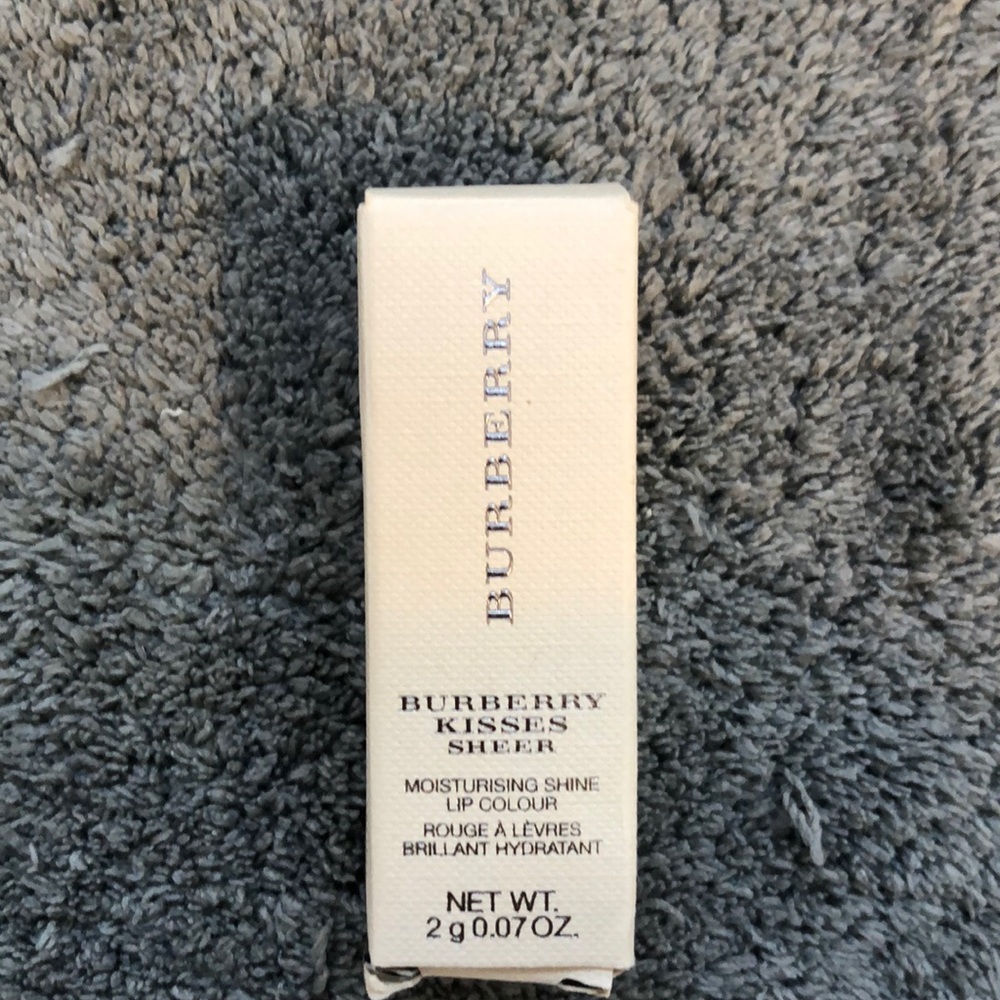 BURBERRY
BURBERRY
KISSES
SHEER
MOISTURISING SHINE
LIP COLOUR
ROUGE À LÈVRES
BRILLANT HYDRATANT
NET WT.
2 g 0.07 OZ.